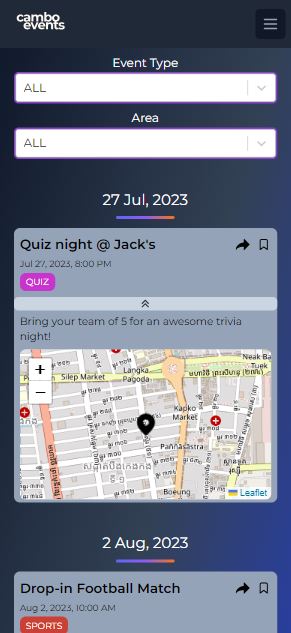 cambo
events
Event Type
ALL
Area
ALL
27 Jul, 2023
Quiz night @ Jack's
Jul 27, 2023, 8:00 PM
QUIZ
Bring your team of 5 for an awesome trivia
night!
+
−
Silep Market
Langka
Pagoda
Neak Ba
Tuek
Kapko
Market
Paññāsāstra
Boeung
Leaflet
2 Aug, 2023
Drop-in Football Match
Aug 2, 2023, 10:00 AM
SPORTS